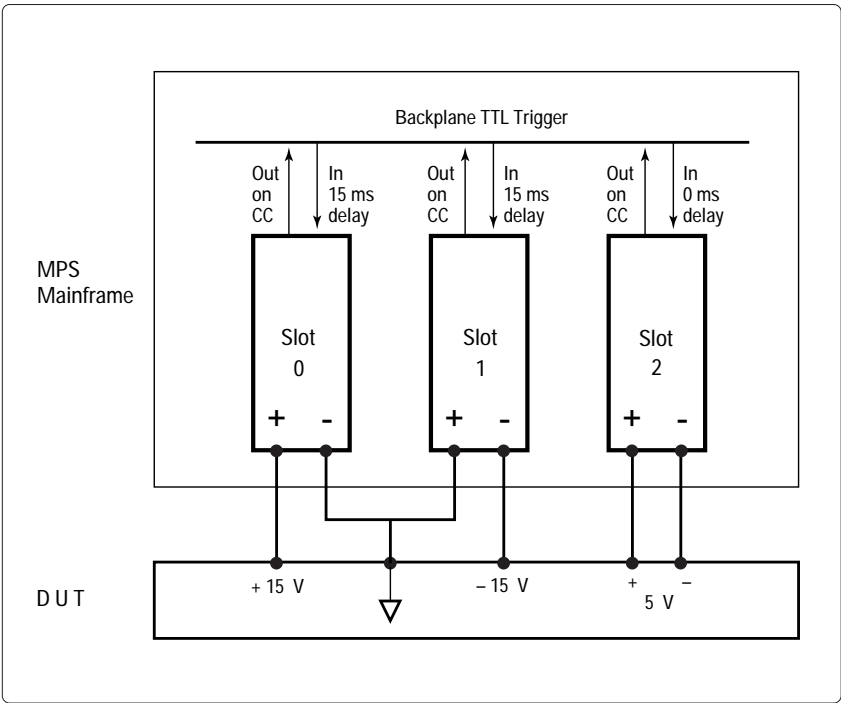 Backplane TTL Trigger
Out
on
CC
In
15 ms
delay
Out
on
CC
In
15 ms
delay
Out
on
CC
In
0 ms
delay
MPS
Mainframe
Slot
0
Slot
1
Slot
2
+ -
+ -
+ -
DUT
+ 15 V
– 15 V
+ –
5 V